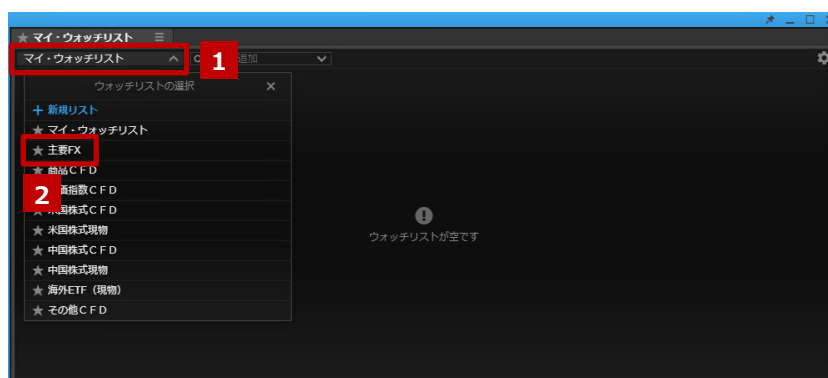 マイ・ウォッチリスト
マイ・ウォッチリスト
1
追加
ウォッチリストの選択
新規リスト
マイ・ウォッチリスト
主要FX
商品CFD
2
指数CFD
米国株式CFD
米国株式現物
中国株式CFD
中国株式現物
海外ETF（現物）
その他CFD
ウォッチリストが空です